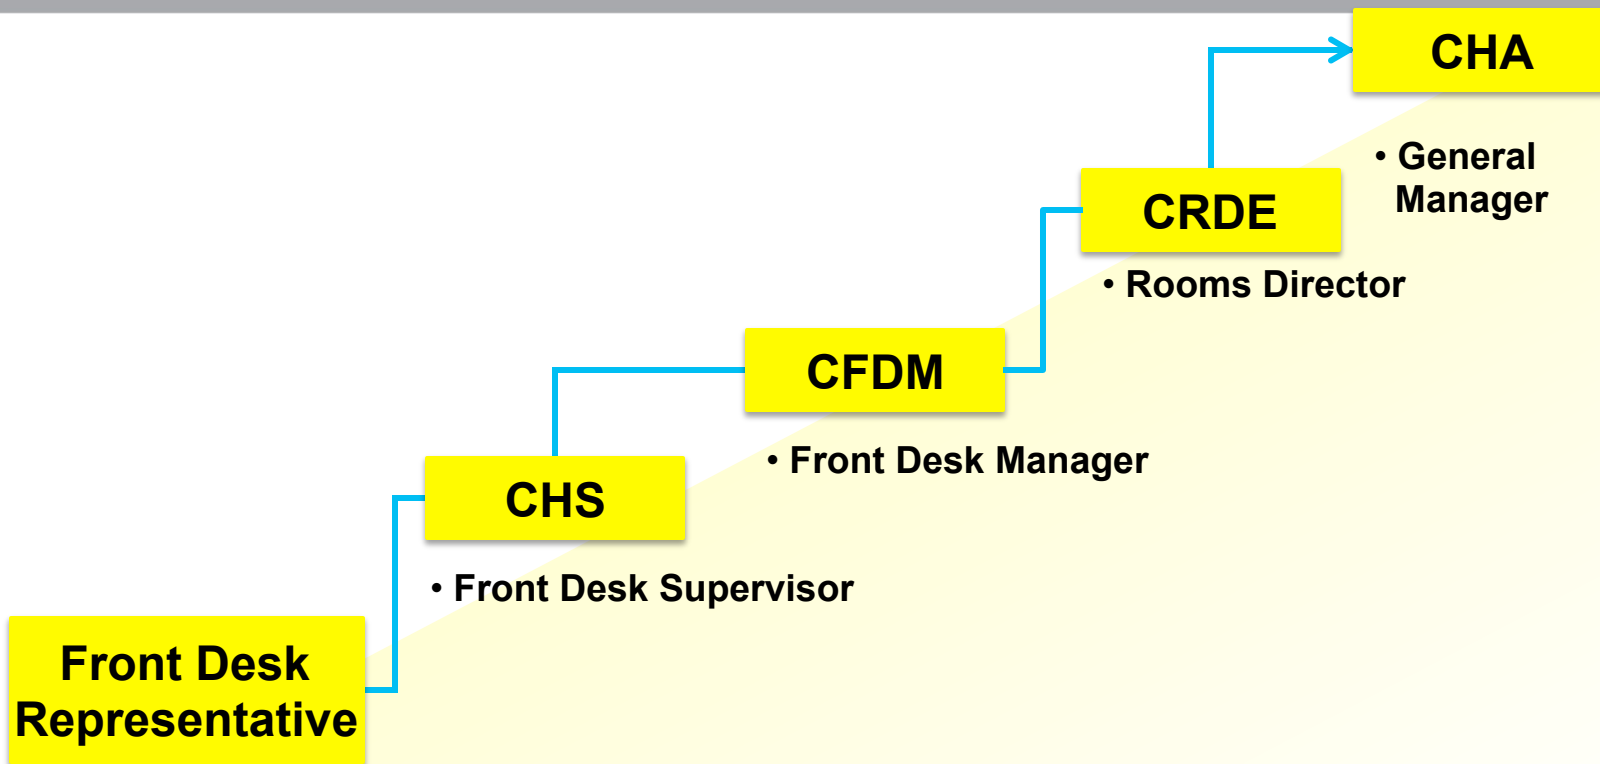 CHA
• General
Manager
CRDE
• Rooms Director
CFDM
• Front Desk Manager
CHS
• Front Desk Supervisor
Front Desk
Representative